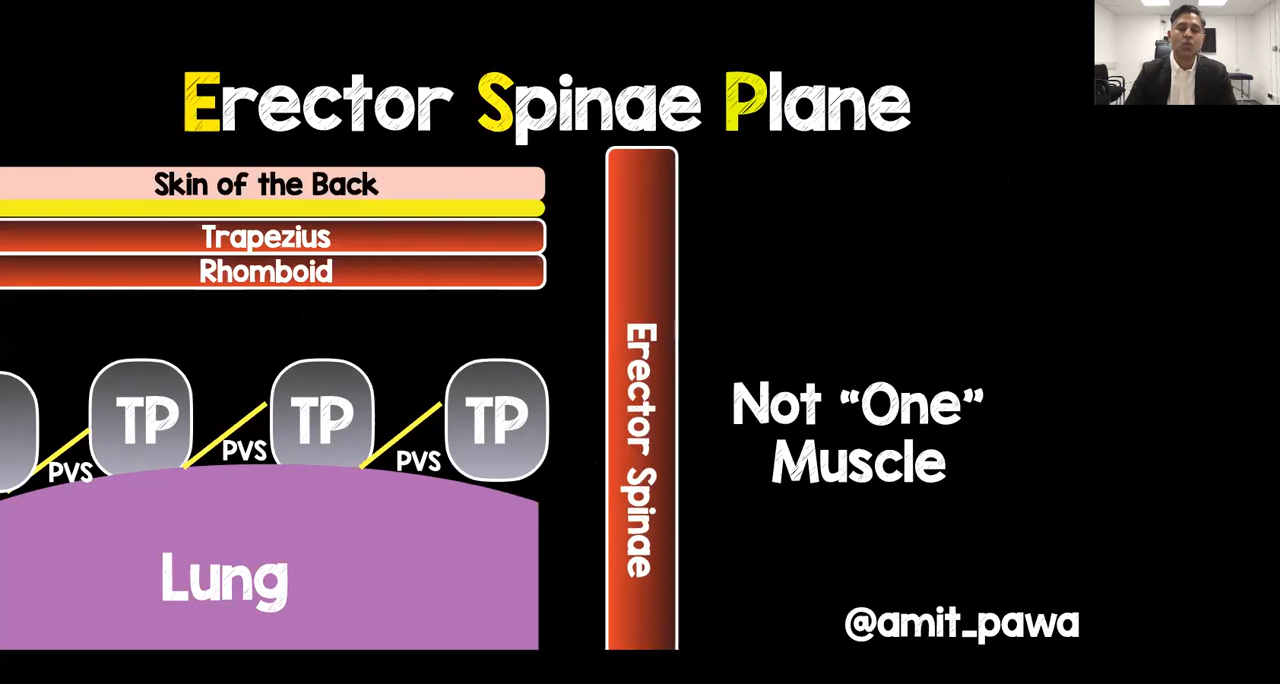 Erector Spinae Plane
Skin of the Back
Trapezius
Rhomboid
TP
TP
TP
PVS
PVS
PVS
Lung
Erector Spinae
Not “One”
Muscle
@amit_pawa